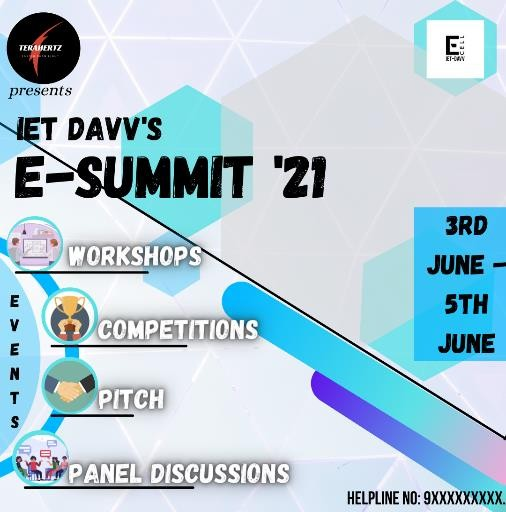 TERAHERTZ
presents
E
CELL
IET-DAVV
IET DAVV'S
E-SUMMIT '21
3RD
JUNE –
5TH
JUNE
EVENTS
WORKSHOPS
COMPETITIONS
PITCH
PANEL DISCUSSIONS
HELPLINE NO: 9XXXXXXXXX.